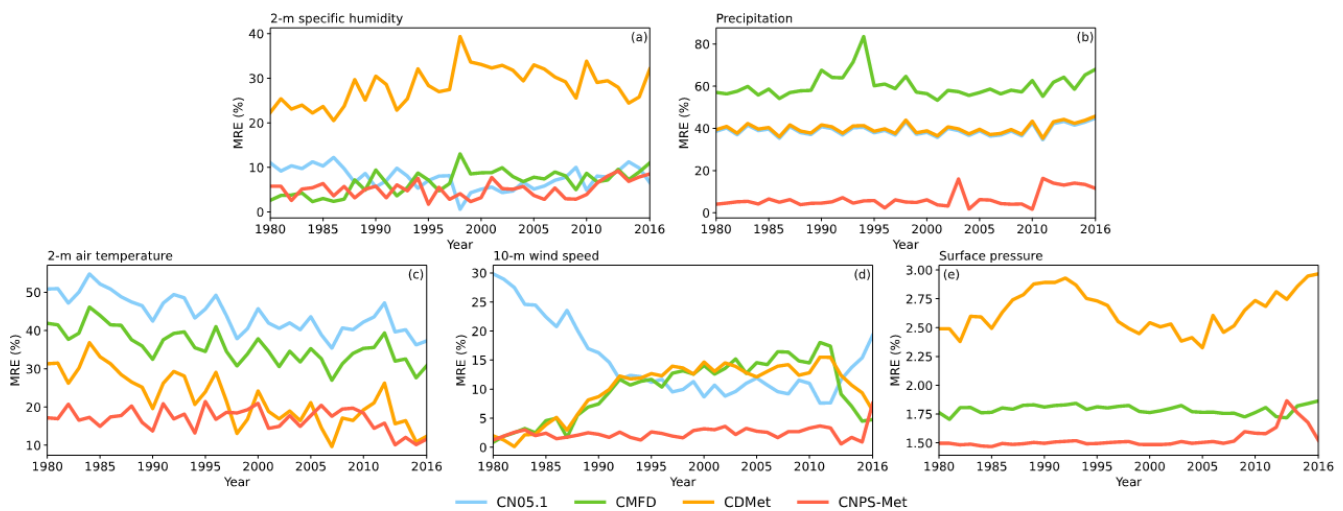 2-m specific humidity
(a)
MRE (%)
40
30
20
10
0
1980 1985 1990 1995 2000 2005 2010 2016
Year
Precipitation
(b)
MRE (%)
80
60
40
20
0
1980 1985 1990 1995 2000 2005 2010 2016
Year
2-m air temperature
(c)
MRE (%)
50
40
30
20
10
1980 1985 1990 1995 2000 2005 2010 2016
Year
10-m wind speed
(d)
MRE (%)
30
25
20
15
10
5
0
1980 1985 1990 1995 2000 2005 2010 2016
Year
Surface pressure
(e)
MRE (%)
3.00
2.75
2.50
2.25
2.00
1.75
1.50
1980 1985 1990 1995 2000 2005 2010 2016
Year
CN05.1 CMFD CDMet CNPS-Met